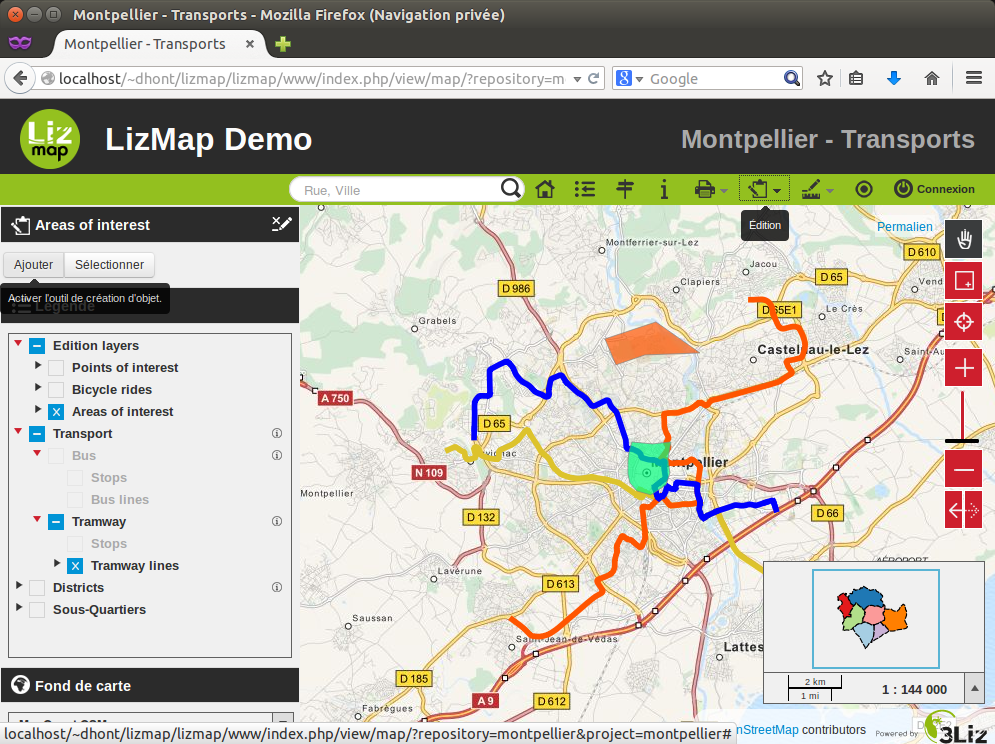 Montpellier - Transports - Mozilla Firefox (Navigation privée)
Montpellier - Transports
localhost/~dhont/lizmap/lizmap/www/index.php/view/map/?repository=m
Google
Liz
map
LizMap Demo
Montpellier - Transports
Rue, Ville
Connexion
Areas of interest
Édition
Permalien
Ajouter
Sélectionner
Activer l'outil de création d'objet.
Légende
Edition layers
Points of interest
Bicycle rides
Areas of interest
Transport
Bus
Stops
Bus lines
Tramway
Stops
Tramway lines
Districts
Sous-Quartiers
Fond de carte
Montferrier-sur-Lez
D 610
Jacou
D 65
Clapiers
D 986
Vend
D 65E1
Le Crès
Grabels
Castelnau-le-Lez
Saint-Au
A 750
D 65
Montpellier
N 109
Montpellier
D 132
D 66
AÉROPORT
Lavérune
D 613
Saussan
Saint-Jean-de-Védas
Lattes
D 185
A 9
D 612
Fabrègues
2 km
1 mi
1 : 144 000
localhost/~dhont/lizmap/lizmap/www/index.php/view/map/?repository=montpellier&project=montpellier#
nStreetMap contributors
Powered by
3Liz